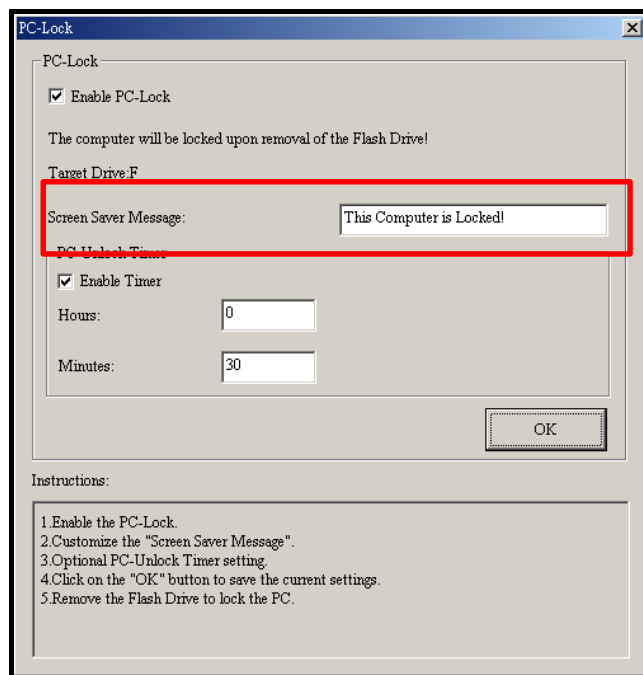 PC-Lock
PC-Lock
Enable PC-Lock
The computer will be locked upon removal of the Flash Drive!
Target Drive:F
Screen Saver Message: This Computer is Locked!
PC-Unlock Timer
Enable Timer
Hours: 0
Minutes: 30
OK
Instructions:
1.Enable the PC-Lock.
2.Customize the "Screen Saver Message".
3.Optional PC-Unlock Timer setting.
4.Click on the "OK" button to save the current settings.
5.Remove the Flash Drive to lock the PC.